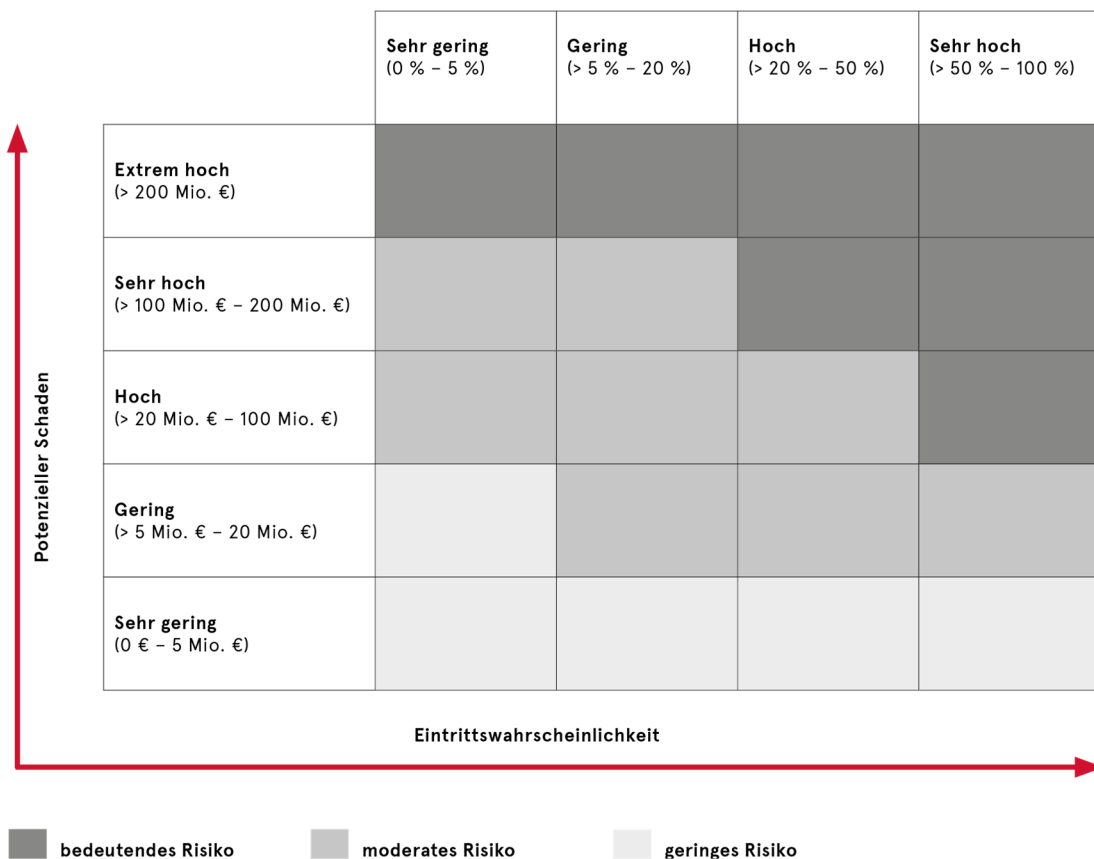 Sehr gering
(0 % – 5 %)
Gering
(> 5 % – 20 %)
Hoch
(> 20 % – 50 %)
Sehr hoch
(> 50 % – 100 %)
Potenzieller Schaden
Extrem hoch
(> 200 Mio. €)
Sehr hoch
(> 100 Mio. € – 200 Mio. €)
Hoch
(> 20 Mio. € – 100 Mio. €)
Gering
(> 5 Mio. € – 20 Mio. €)
Sehr gering
(0 € – 5 Mio. €)
Eintrittswahrscheinlichkeit
bedeutendes Risiko
moderates Risiko
geringes Risiko